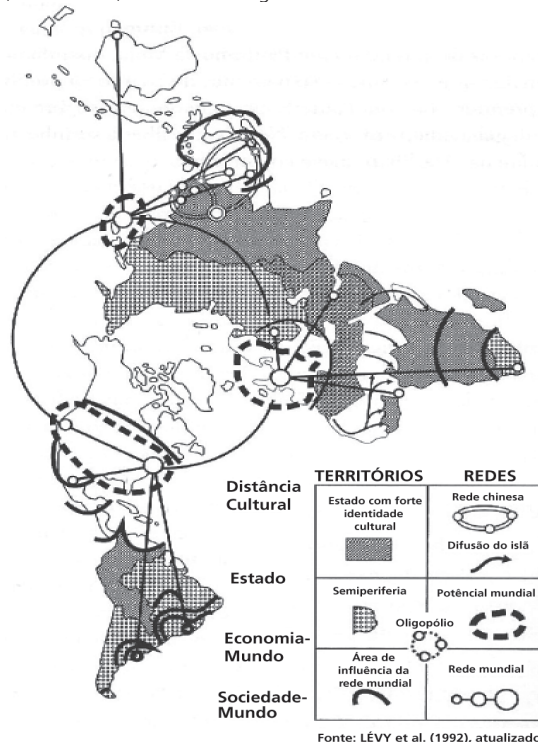 TERRITÓRIOS
REDES
Distância
Cultural
Estado com forte
identidade
cultural
Rede chinesa
Difusão do islã
Estado
Semiperiferia
Potêncial mundial
Oligopólio
Economia-
Mundo
Área de
influência da
rede mundial
Rede mundial
Sociedade-
Mundo
Fonte: LÉVY et al. (1992), atualizado